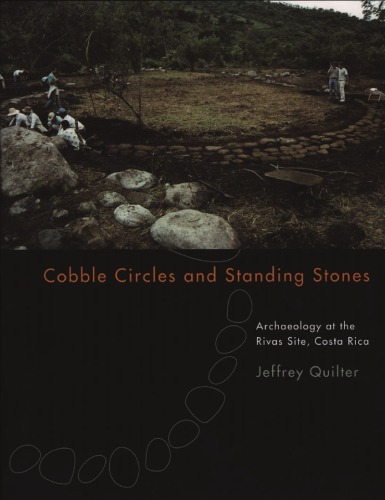 Cobble Circles and Standing Stones
Archaeology at the
Rivas Site, Costa Rica
Jeffrey Quilter